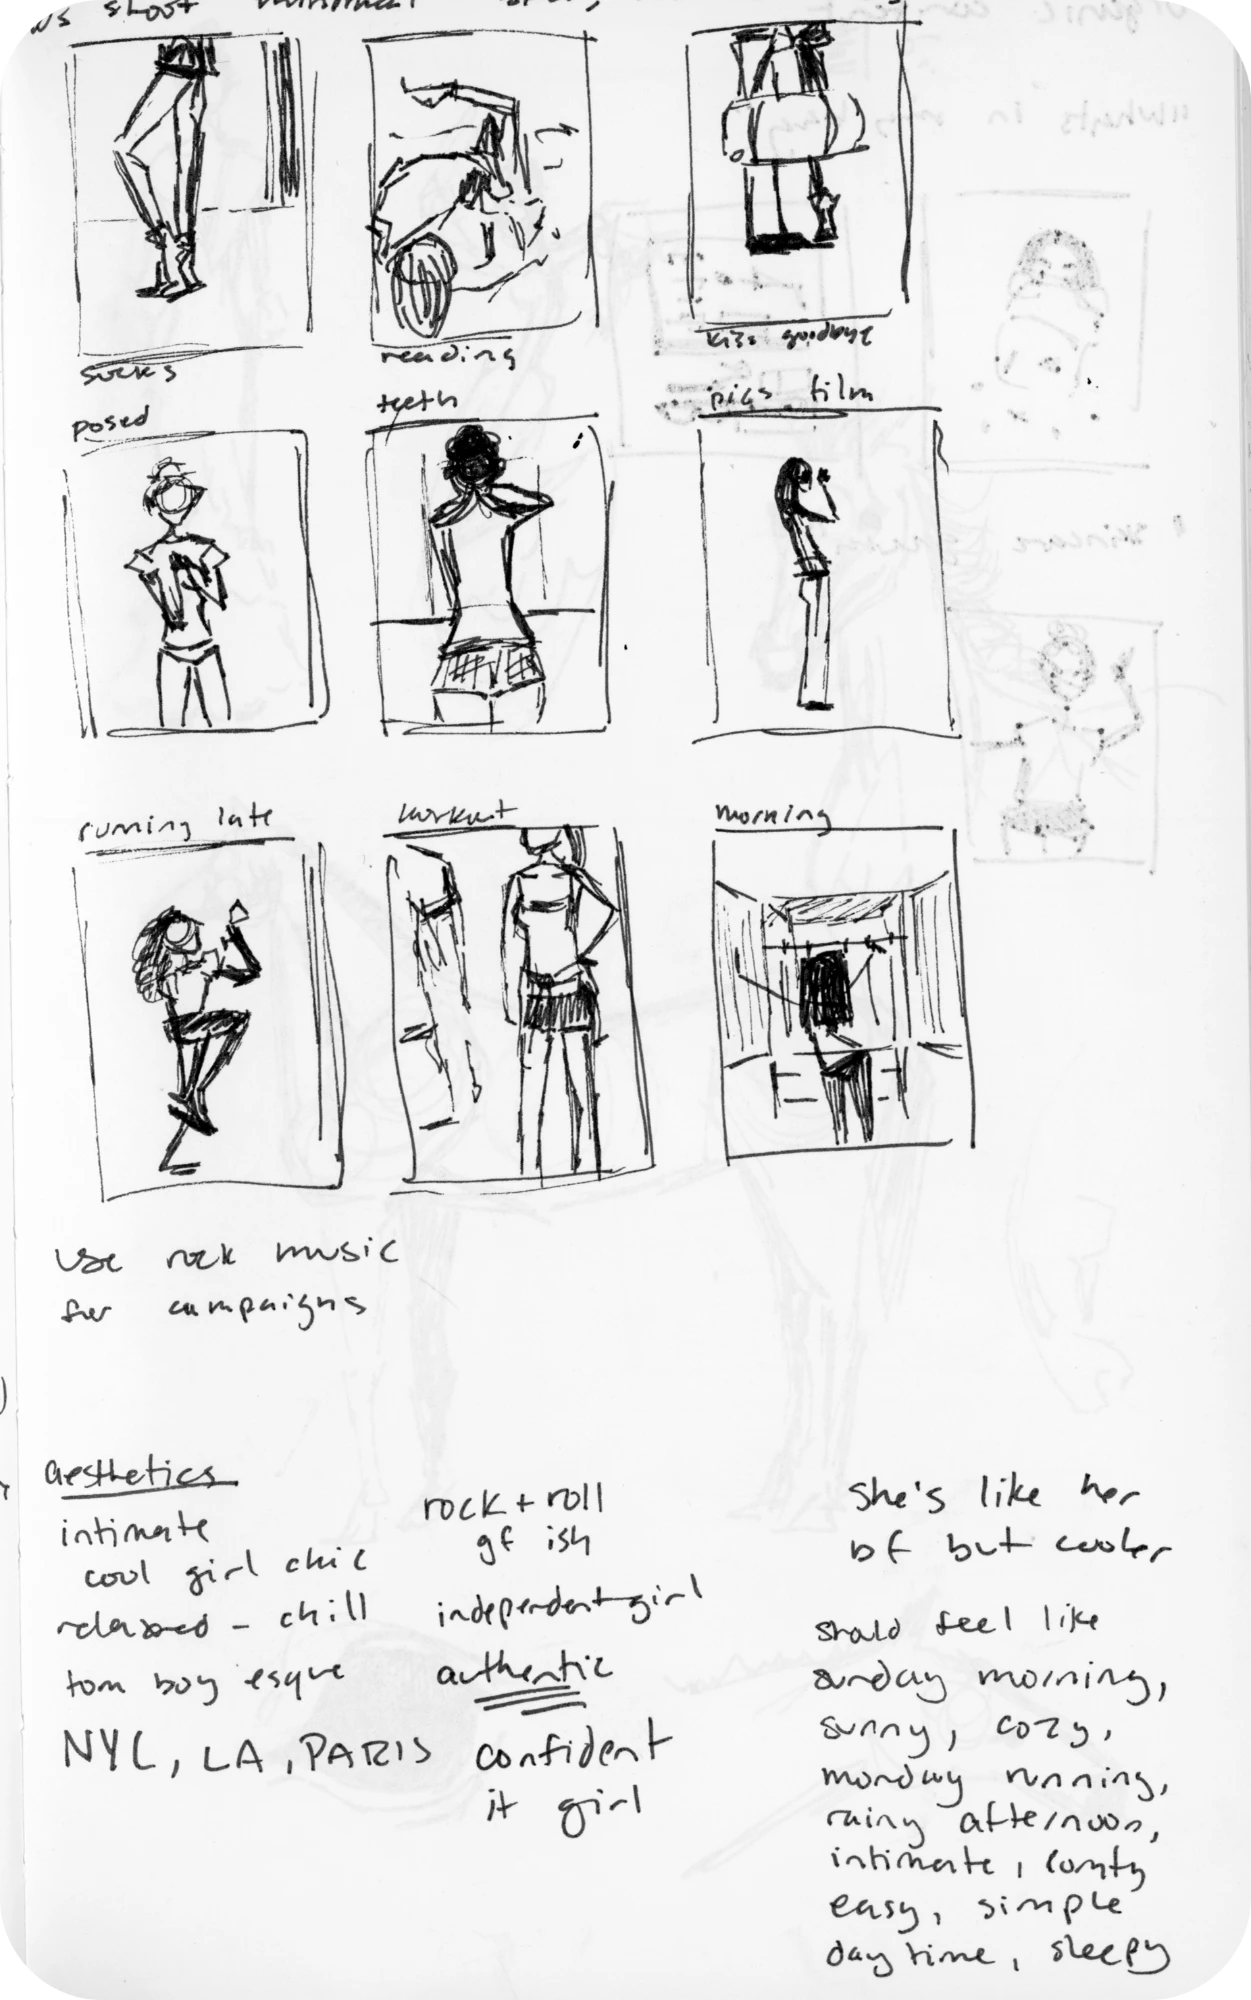 shoot
socks
reading
kiss goodbye
posed
teeth
pics film
running late
workout
morning
use rock music
for campaigns
aesthetics
intimate
cool girl chic
relaxed - chill
tom boy esque
NYC, LA, PARIS
rock + roll
gf ish
independent girl
authentic
confident
it girl
she's like her
bf but cooler
should feel like
sunday morning,
sunny, cozy,
monday running,
rainy afternoon,
intimate, comfy
easy, simple
daytime, sleepy